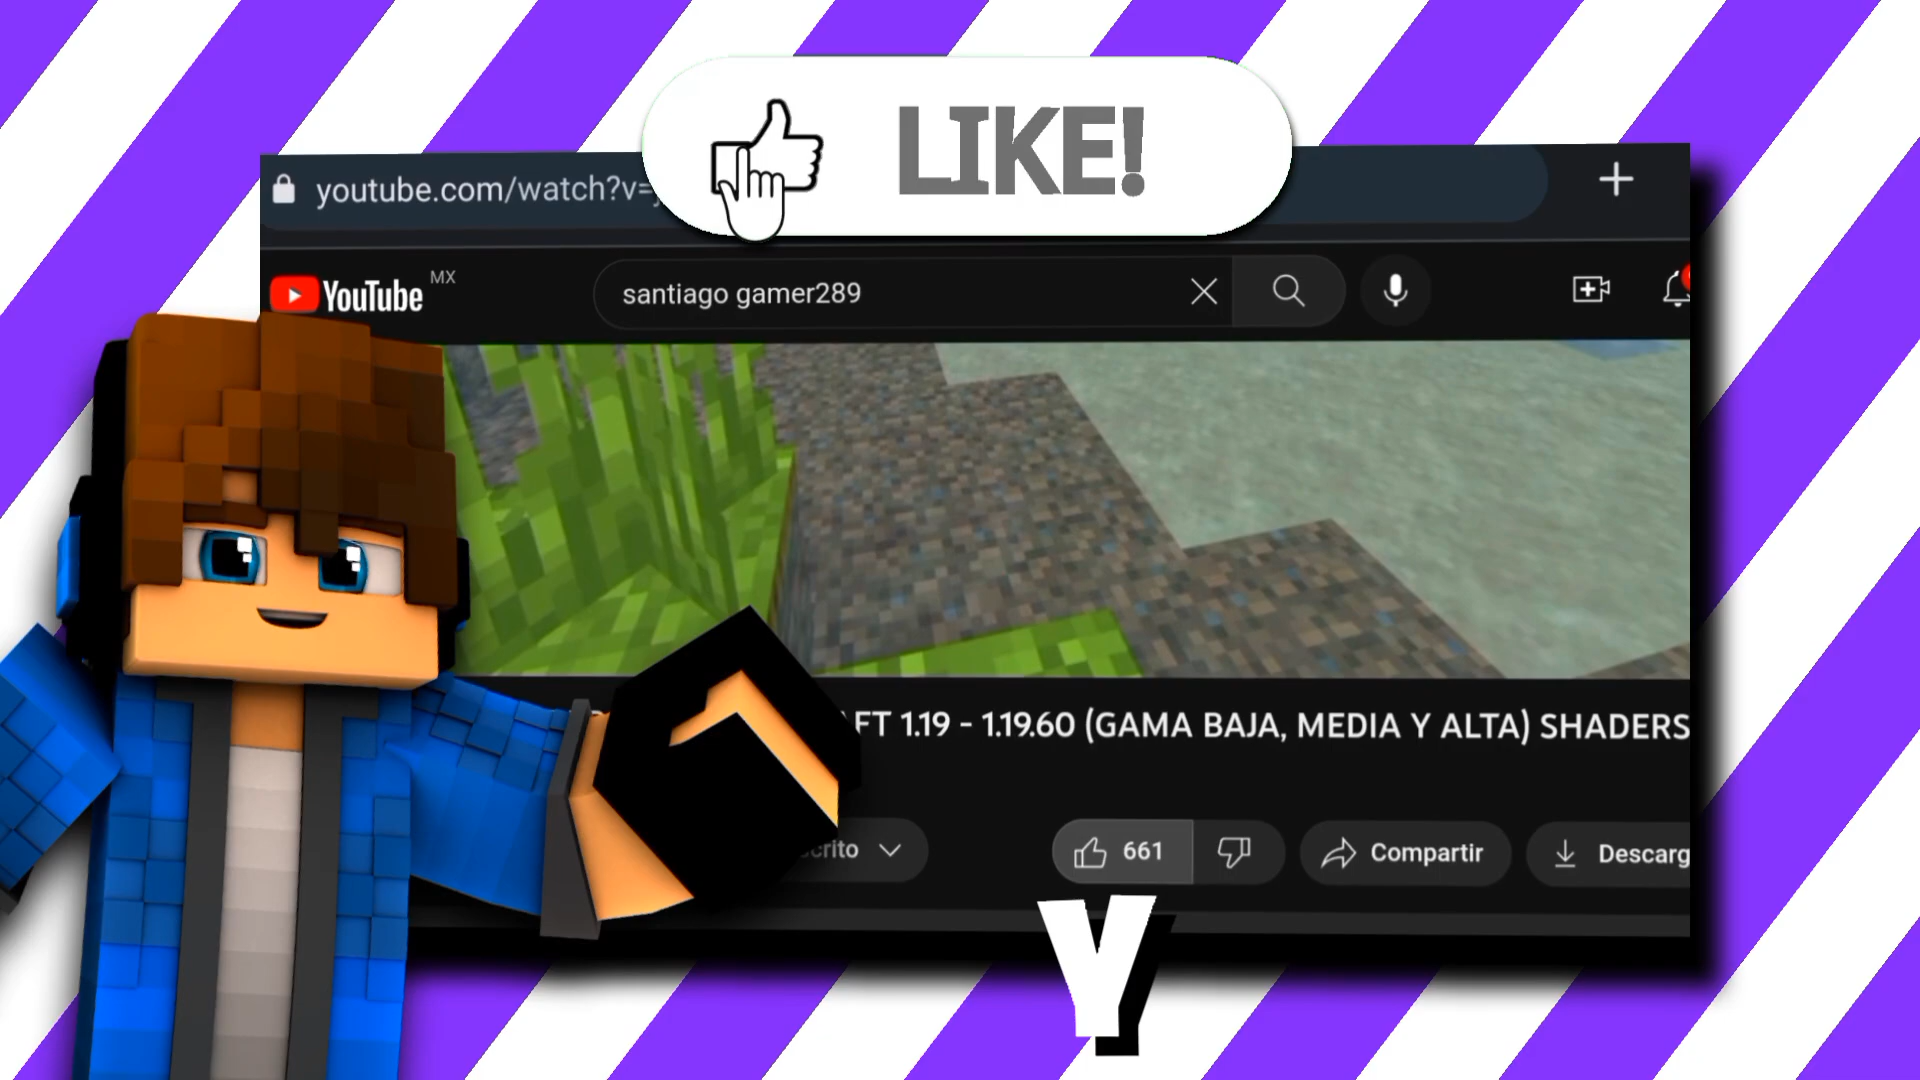 LIKE!
youtube.com/watch?v=
YouTube MX
santiago gamer289
FT 1.19 - 1.19.60 (GAMA BAJA, MEDIA Y ALTA) SHADERS
crito
661
Compartir
Descarg
Y